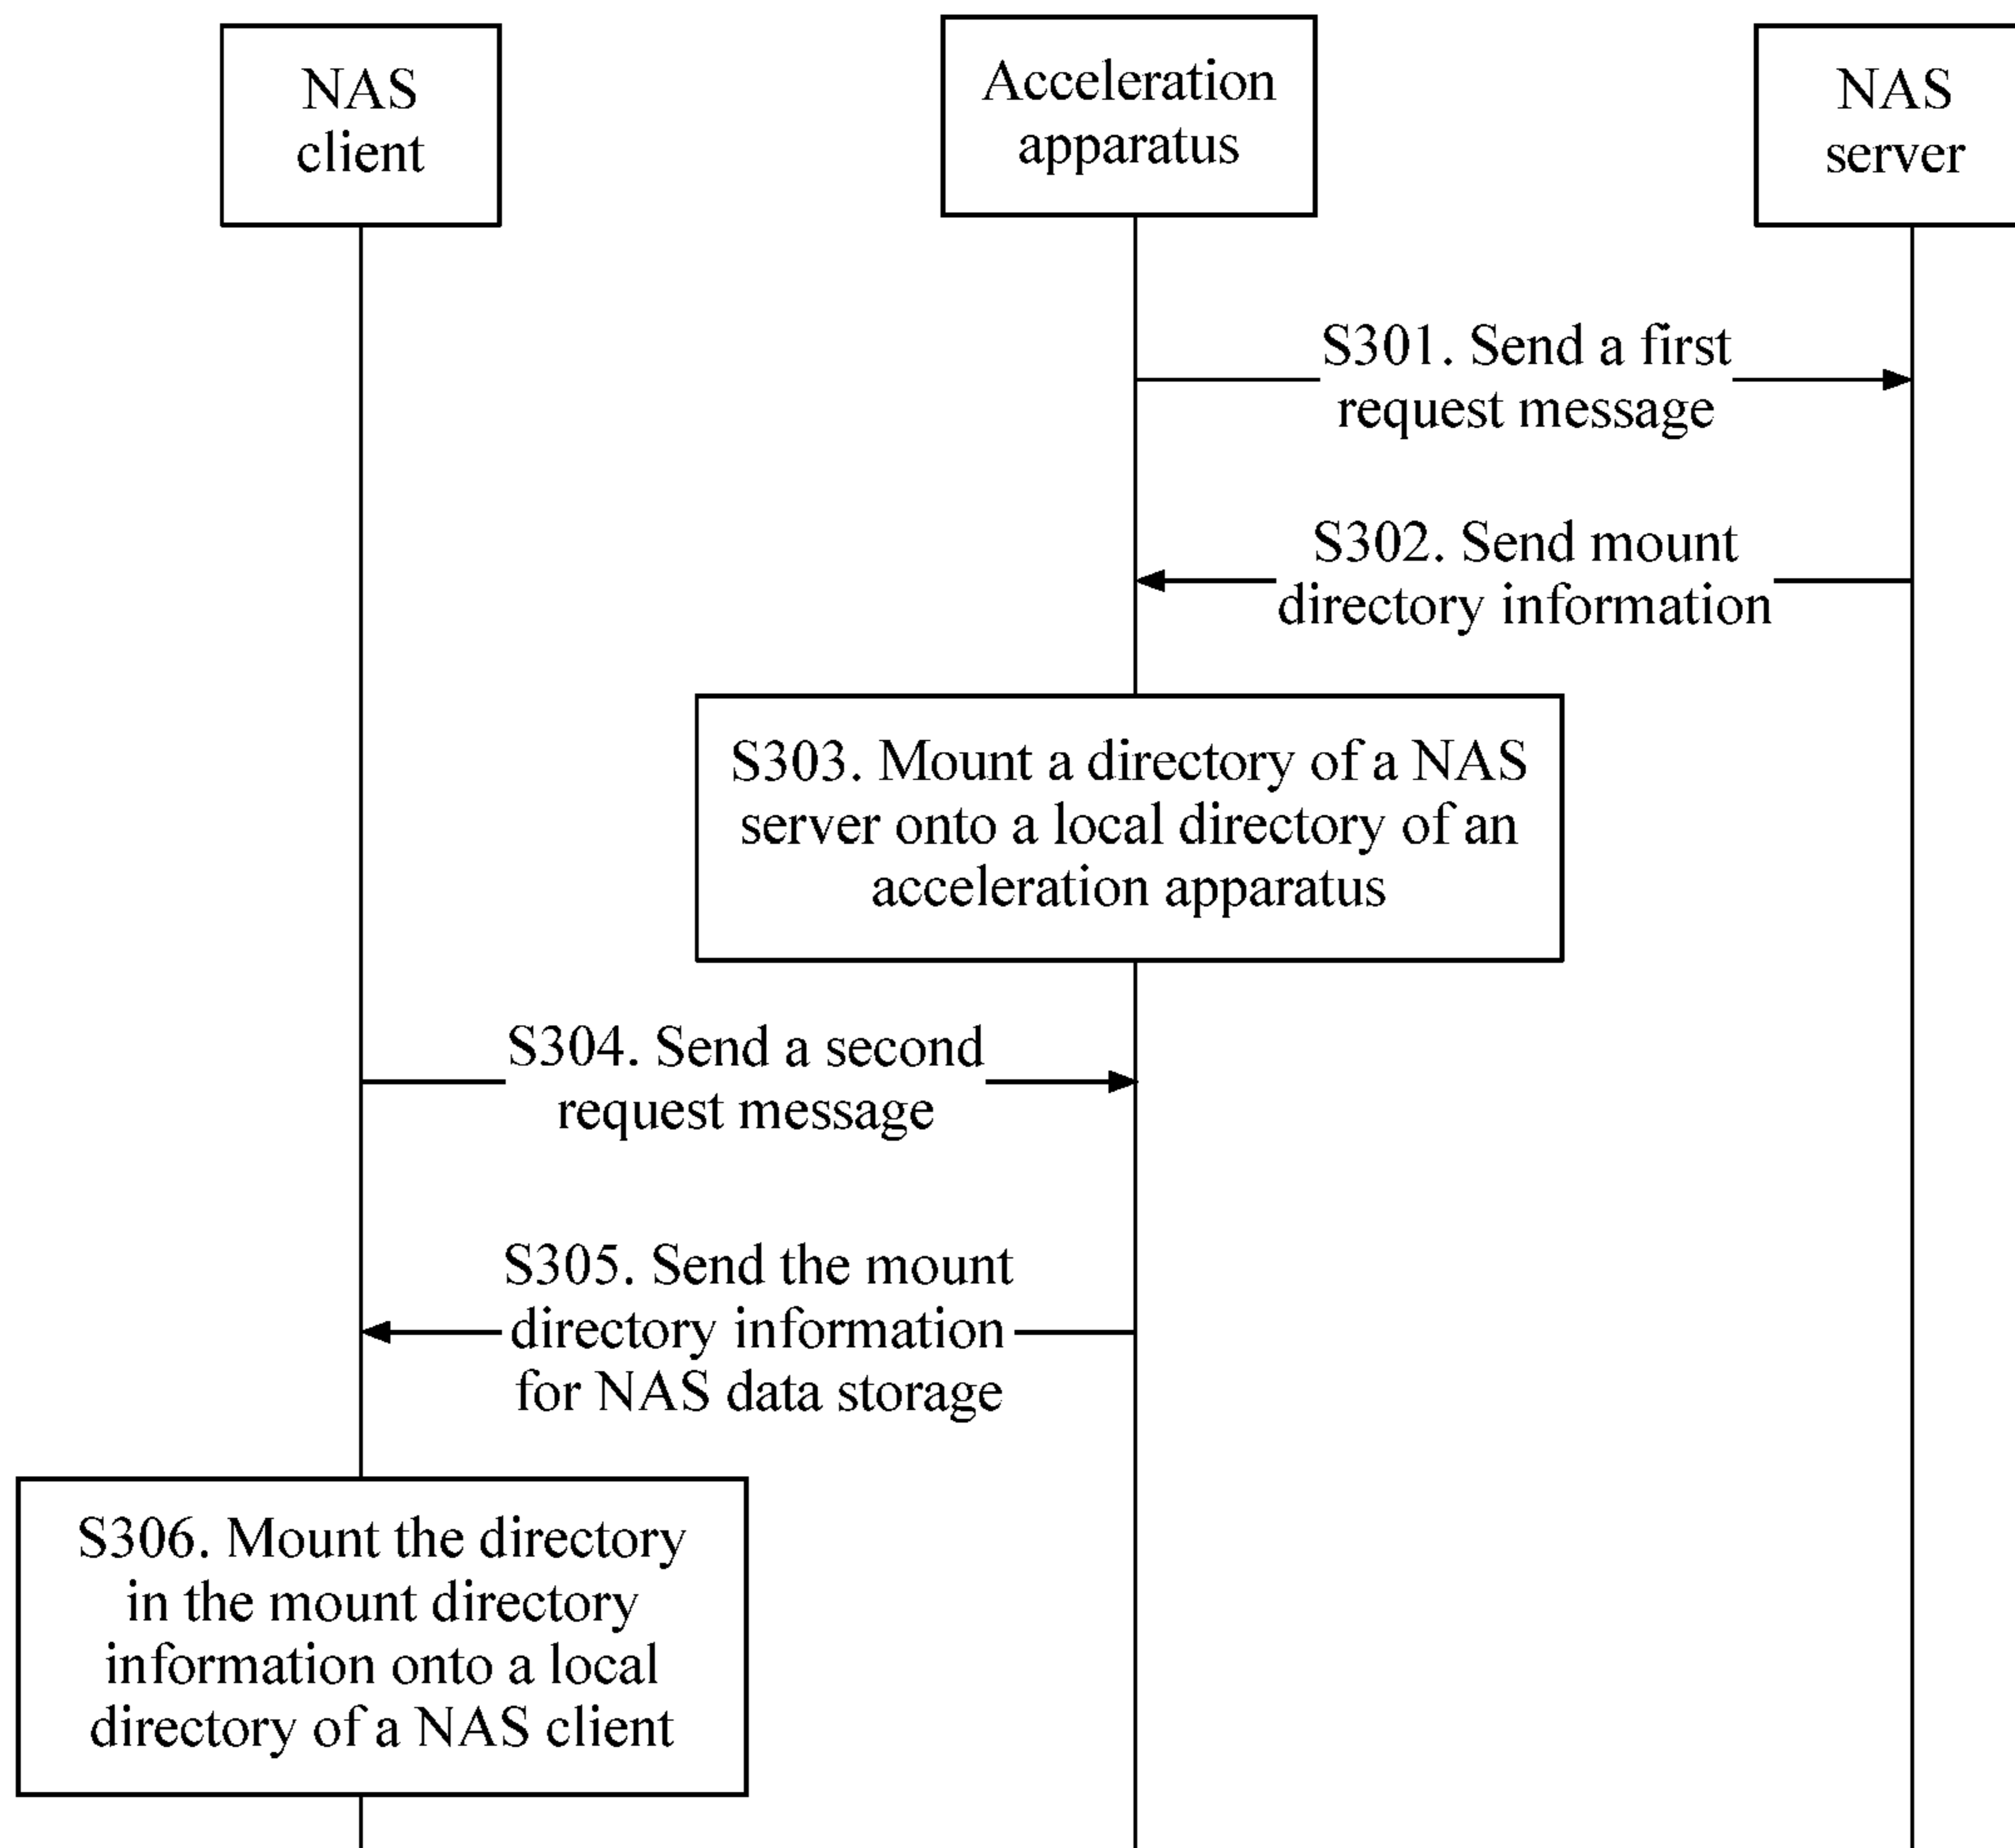 NAS
client
Acceleration
apparatus
NAS
server
S301. Send a first
request message
S302. Send mount
directory information
S303. Mount a directory of a NAS
server onto a local directory of an
acceleration apparatus
S304. Send a second
request message
S305. Send the mount
directory information
for NAS data storage
S306. Mount the directory
in the mount directory
information onto a local
directory of a NAS client